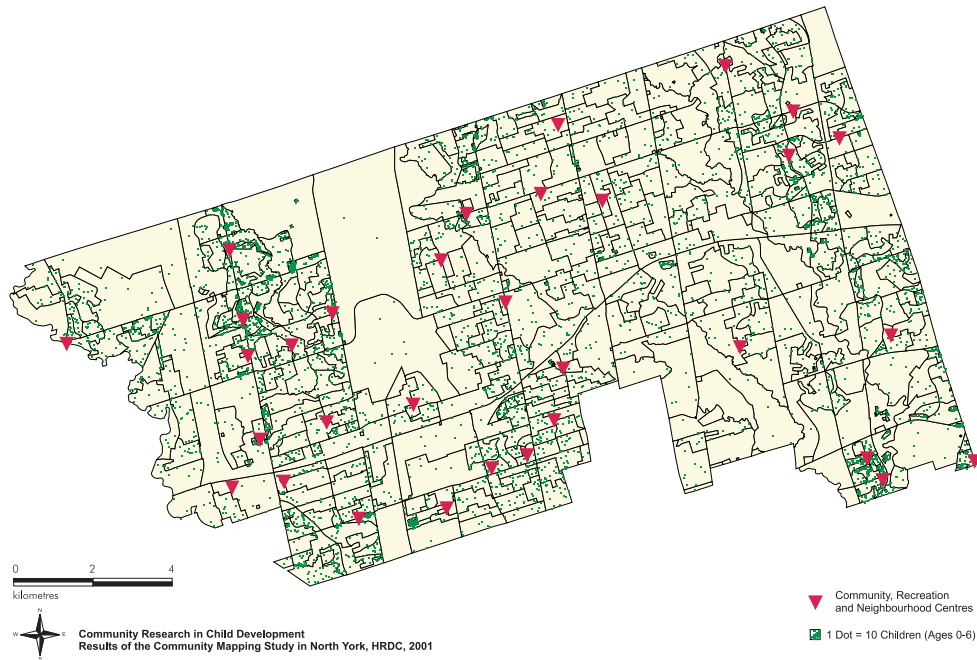 0 2 4
kilometres
N
W E
S
Community Research in Child Development
Results of the Community Mapping Study in North York, HRDC, 2001
Community, Recreation
and Neighbourhood Centres
1 Dot = 10 Children (Ages 0-6)